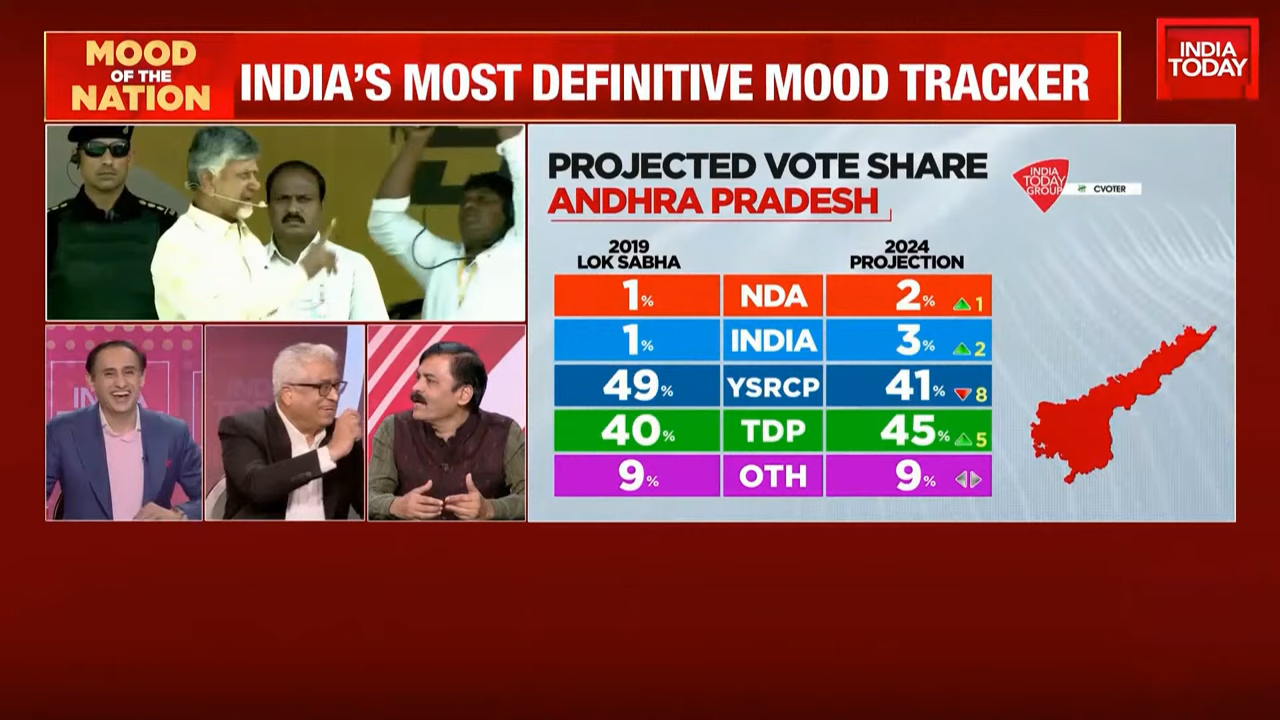 MOOD
OF THE
NATION
INDIA'S MOST DEFINITIVE MOOD TRACKER
INDIA
TODAY
PROJECTED VOTE SHARE
ANDHRA PRADESH
INDIA
TODAY
GROUP
CVOTER
2019
LOK SABHA
2024
PROJECTION
1% NDA 2% 1
1% INDIA 3% 2
49% YSRCP 41% 8
40% TDP 45% 5
9% OTH 9%